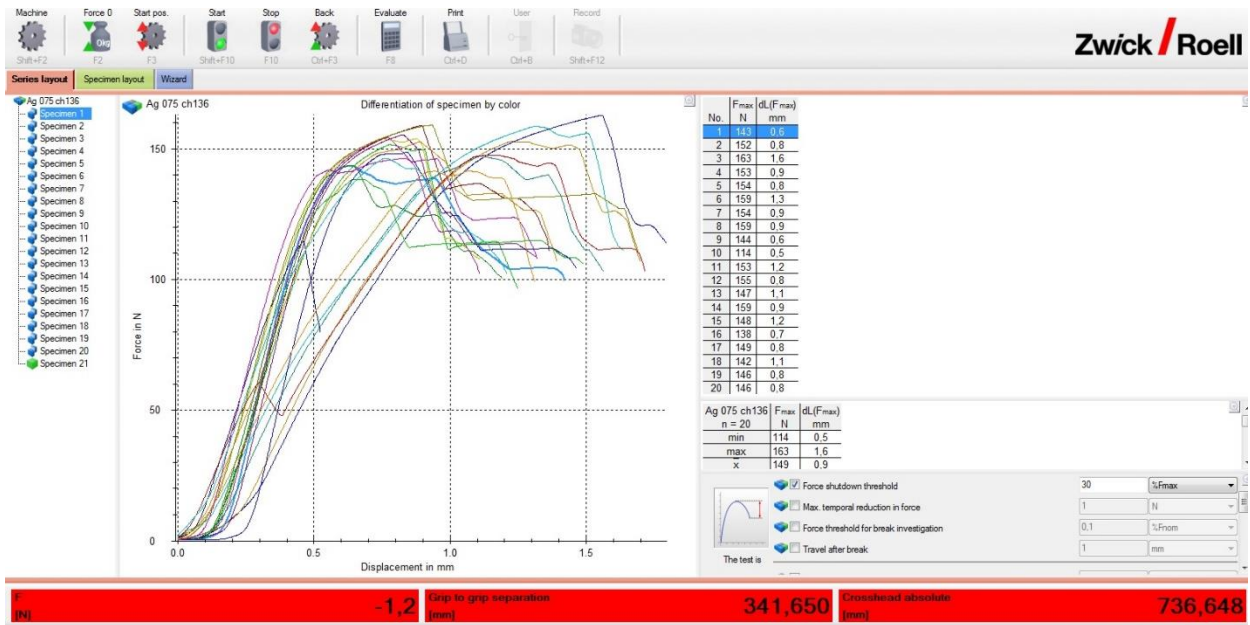 Machine Force 0 Start pos. Start Stop Back Evaluate Print User Record
0kg
Shift+F2 F2 F3 Shift+F10 F10 Ctrl+F3 F8 Ctrl+D Ctrl+B Shift+F12
Zwick Roell
Series layout Specimen layout Wizard
Ag 075 ch136
Specimen 1
Specimen 2
Specimen 3
Specimen 4
Specimen 5
Specimen 6
Specimen 7
Specimen 8
Specimen 9
Specimen 10
Specimen 11
Specimen 12
Specimen 13
Specimen 14
Specimen 15
Specimen 16
Specimen 17
Specimen 18
Specimen 19
Specimen 20
Specimen 21
Ag 075 ch136 Differentiation of specimen by color
Force in N
150
100
50
0
0.0 0.5 1.0 1.5
Displacement in mm
Fmax dL(Fmax)
No. N mm
1 143 0,6
2 152 0,8
3 163 1,6
4 153 0,9
5 154 0,8
6 159 1,3
7 154 0,9
8 159 0,9
9 144 0,6
10 114 0,5
11 153 1,2
12 155 0,8
13 147 1,1
14 159 0,9
15 148 1,2
16 138 0,7
17 149 0,8
18 142 1,1
19 146 0,8
20 146 0,8
Ag 075 ch136 Fmax dL(Fmax)
n = 20 N mm
min 114 0,5
max 163 1,6
x̄ 149 0,9
Force shutdown threshold 30 %Fmax
Max. temporal reduction in force 1 N
Force threshold for break investigation 0,1 %Fnom
Travel after break 1 mm
The test is
F [N] -1,2
Grip to grip separation [mm] 341,650
Crosshead absolute [mm] 736,648